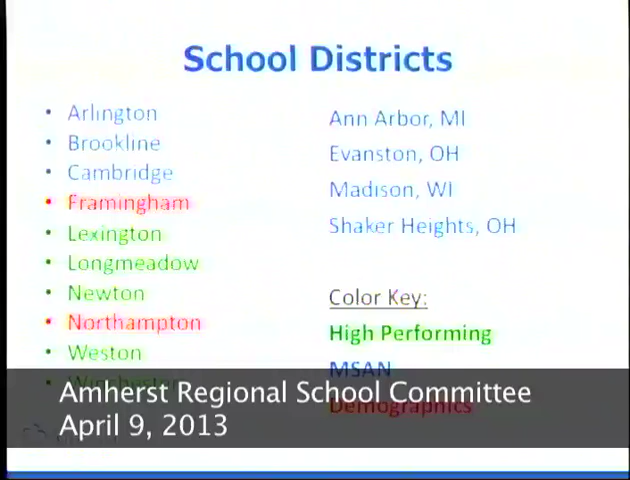 School Districts
• Arlington
• Brookline
• Cambridge
• Framingham
• Lexington
• Longmeadow
• Newton
• Northampton
• Weston
• Winchester
Ann Arbor, MI
Evanston, OH
Madison, WI
Shaker Heights, OH
Color Key:
High Performing
MSAN
Demographics
Amherst Regional School Committee
April 9, 2013